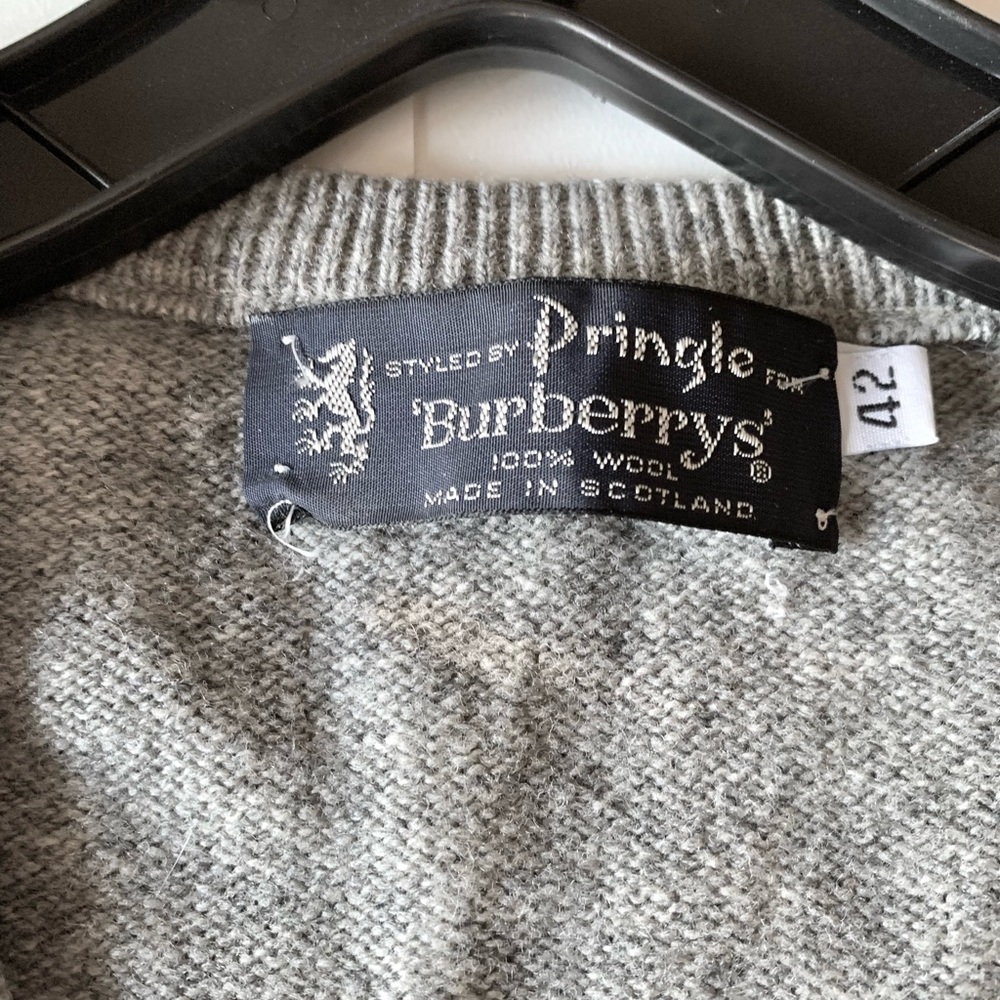 STYLED BY Pringle FOR
'Burberrys'®
100% WOOL
MADE IN SCOTLAND
42